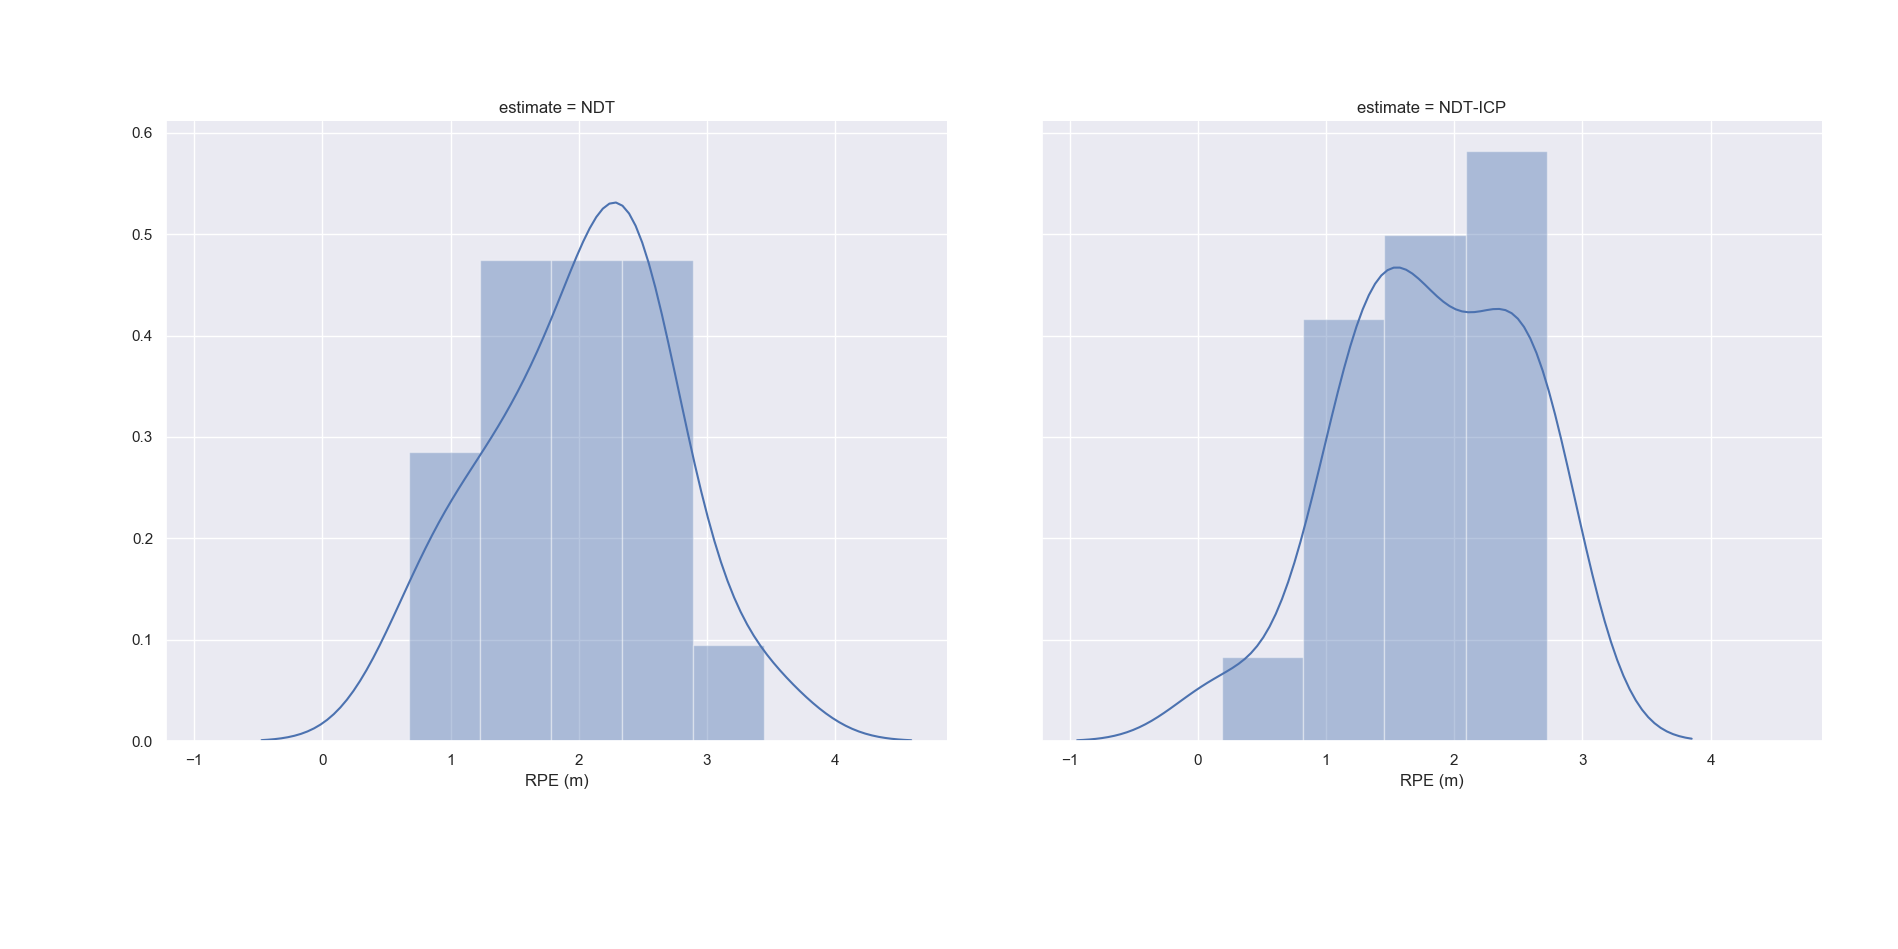 estimate = NDT
estimate = NDT-ICP
0.6
0.5
0.4
0.3
0.2
0.1
0.0
−1 0 1 2 3 4
−1 0 1 2 3 4
RPE (m)
RPE (m)